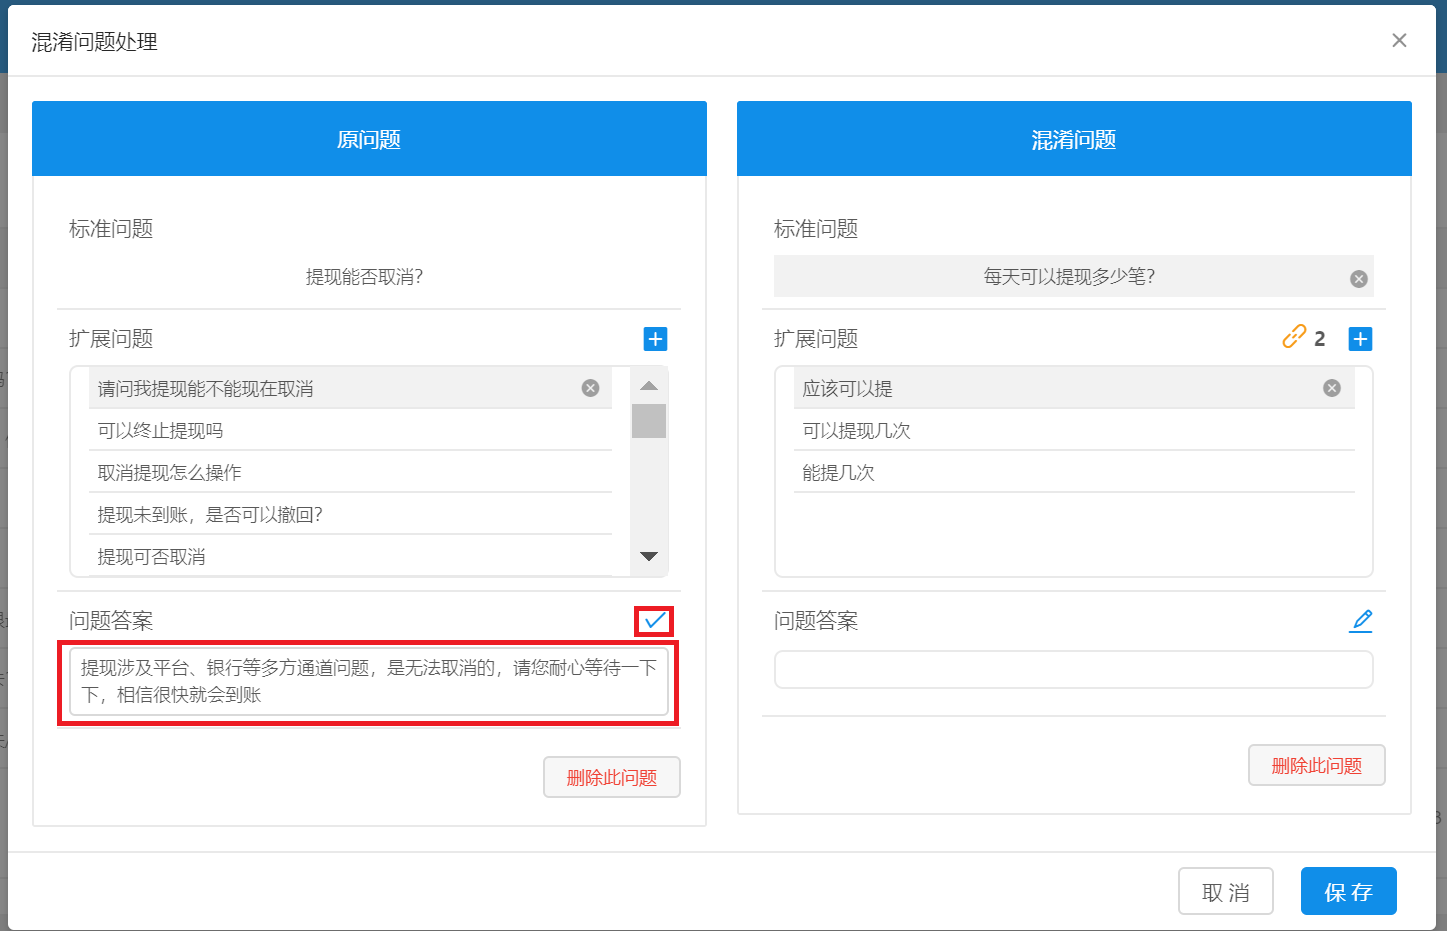 混淆问题处理
原问题
标准问题
提现能否取消?
扩展问题
请问我提现能不能现在取消
可以终止提现吗
取消提现怎么操作
提现未到账，是否可以撤回?
提现可否取消
问题答案
提现涉及平台、银行等多方通道问题，是无法取消的，请您耐心等待一下
下，相信很快就会到账
删除此问题
混淆问题
标准问题
每天可以提现多少笔?
扩展问题
2
应该可以提
可以提现几次
能提几次
问题答案
删除此问题
取 消
保 存